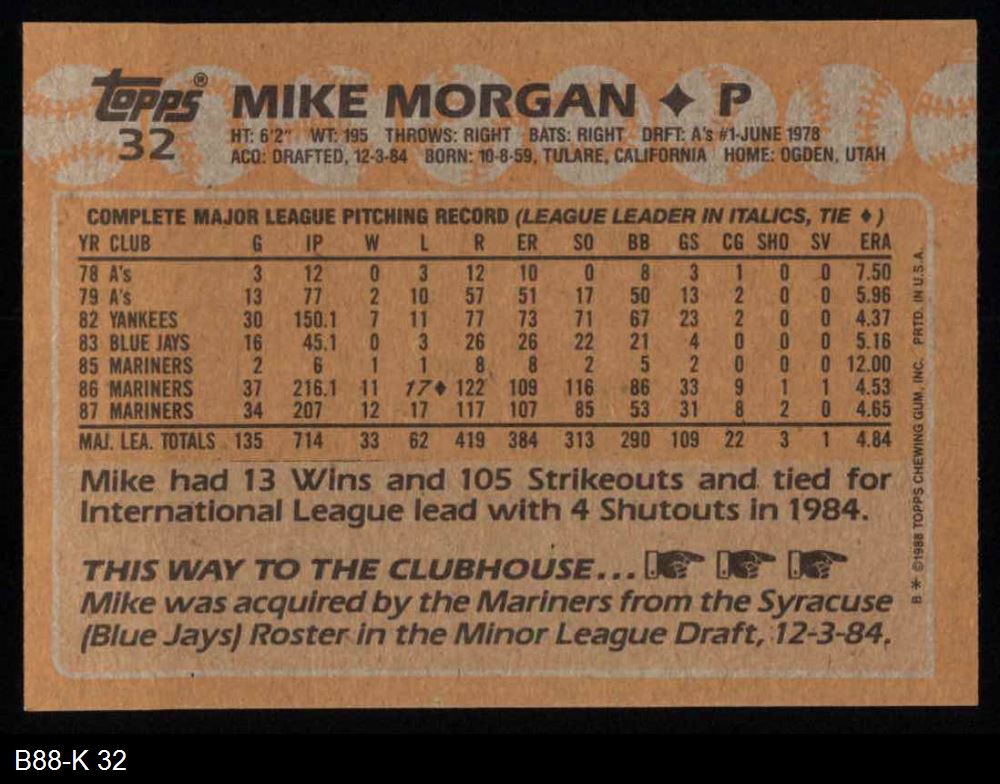 topps®
32
MIKE MORGAN ✦ P
HT: 6'2" WT: 195 THROWS: RIGHT BATS: RIGHT DRFT: A's #1-JUNE 1978
ACQ: DRAFTED, 12-3-84 BORN: 10-8-59, TULARE, CALIFORNIA HOME: OGDEN, UTAH
COMPLETE MAJOR LEAGUE PITCHING RECORD (LEAGUE LEADER IN ITALICS, TIE ♦)
YR CLUB G IP W L R ER SO BB GS CG SHO SV ERA
78 A's 3 12 0 3 12 10 0 8 3 1 0 0 7.50
79 A's 13 77 2 10 57 51 17 50 13 2 0 0 5.96
82 YANKEES 30 150.1 7 11 77 73 71 67 23 2 0 0 4.37
83 BLUE JAYS 16 45.1 0 3 26 26 22 21 4 0 0 0 5.16
85 MARINERS 2 6 1 1 8 8 2 5 2 0 0 0 12.00
86 MARINERS 37 216.1 11 17♦ 122 109 116 86 33 9 1 1 4.53
87 MARINERS 34 207 12 17 117 107 85 53 31 8 2 0 4.65
MAJ. LEA. TOTALS 135 714 33 62 419 384 313 290 109 22 3 1 4.84
Mike had 13 Wins and 105 Strikeouts and tied for
International League lead with 4 Shutouts in 1984.
THIS WAY TO THE CLUBHOUSE...
Mike was acquired by the Mariners from the Syracuse
(Blue Jays) Roster in the Minor League Draft, 12-3-84.
B * ©1988 TOPPS CHEWING GUM, INC. PRTD. IN U.S.A.
B88-K 32